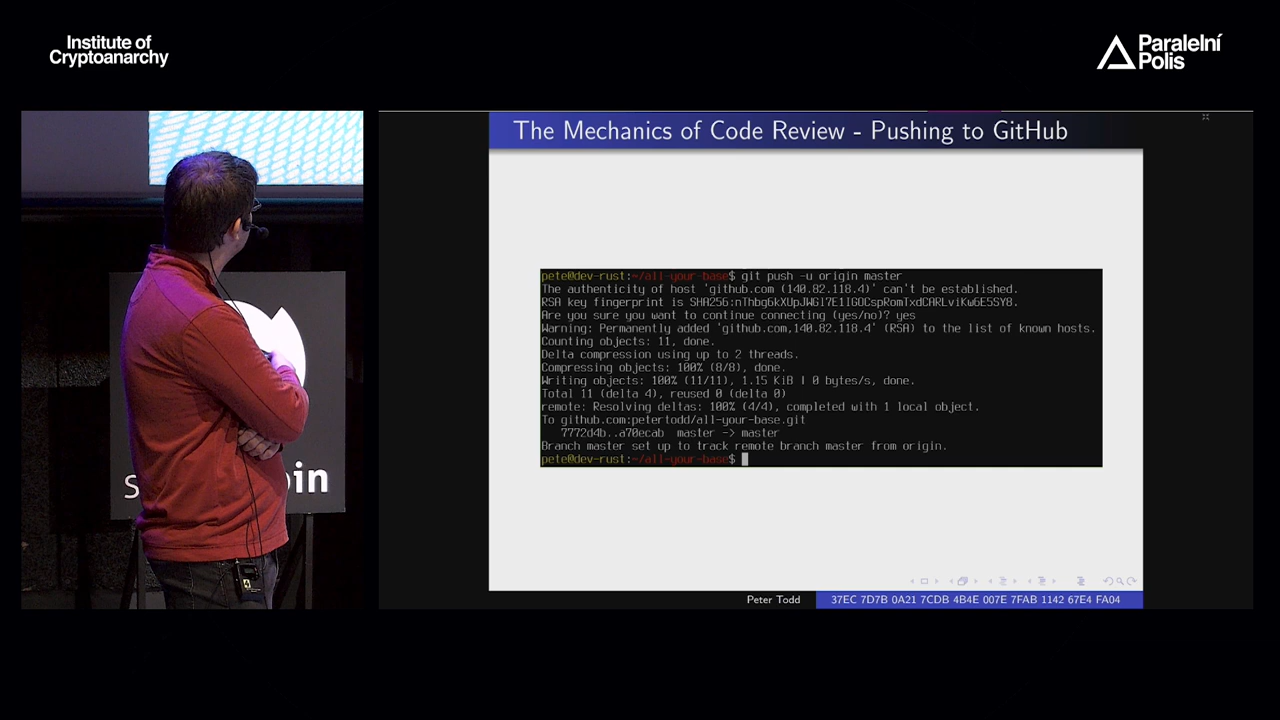 Institute of
Cryptoanarchy
Paralelní
Polis
The Mechanics of Code Review - Pushing to GitHub
pete@dev-rust:~/all-your-base$ git push -u origin master
The authenticity of host 'github.com (140.82.118.4)' can't be established.
RSA key fingerprint is SHA256:nThbg6kXUpJWGl7E1IGOCspRomTxdCARLviKw6E5SY8.
Are you sure you want to continue connecting (yes/no)? yes
Warning: Permanently added 'github.com,140.82.118.4' (RSA) to the list of known hosts.
Counting objects: 11, done.
Delta compression using up to 2 threads.
Compressing objects: 100% (8/8), done.
Writing objects: 100% (11/11), 1.15 KiB | 0 bytes/s, done.
Total 11 (delta 4), reused 0 (delta 0)
remote: Resolving deltas: 100% (4/4), completed with 1 local object.
To github.com:petertodd/all-your-base.git
7772d4b..a70ecab master -> master
Branch master set up to track remote branch master from origin.
pete@dev-rust:~/all-your-base$
Peter Todd
37EC 7D7B 0A21 7CDB 4B4E 007E 7FAB 1142 67E4 FA04